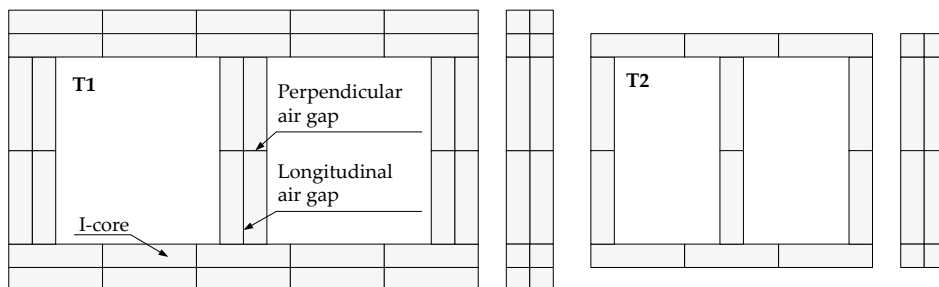 T1
Perpendicular
air gap
Longitudinal
air gap
I-core
T2